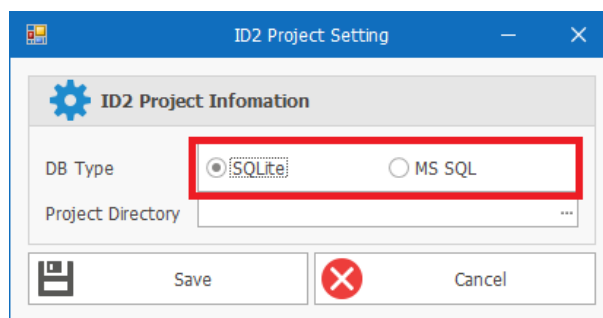 ID2 Project Setting
ID2 Project Infomation
DB Type SQLite MS SQL
Project Directory ...
Save Cancel